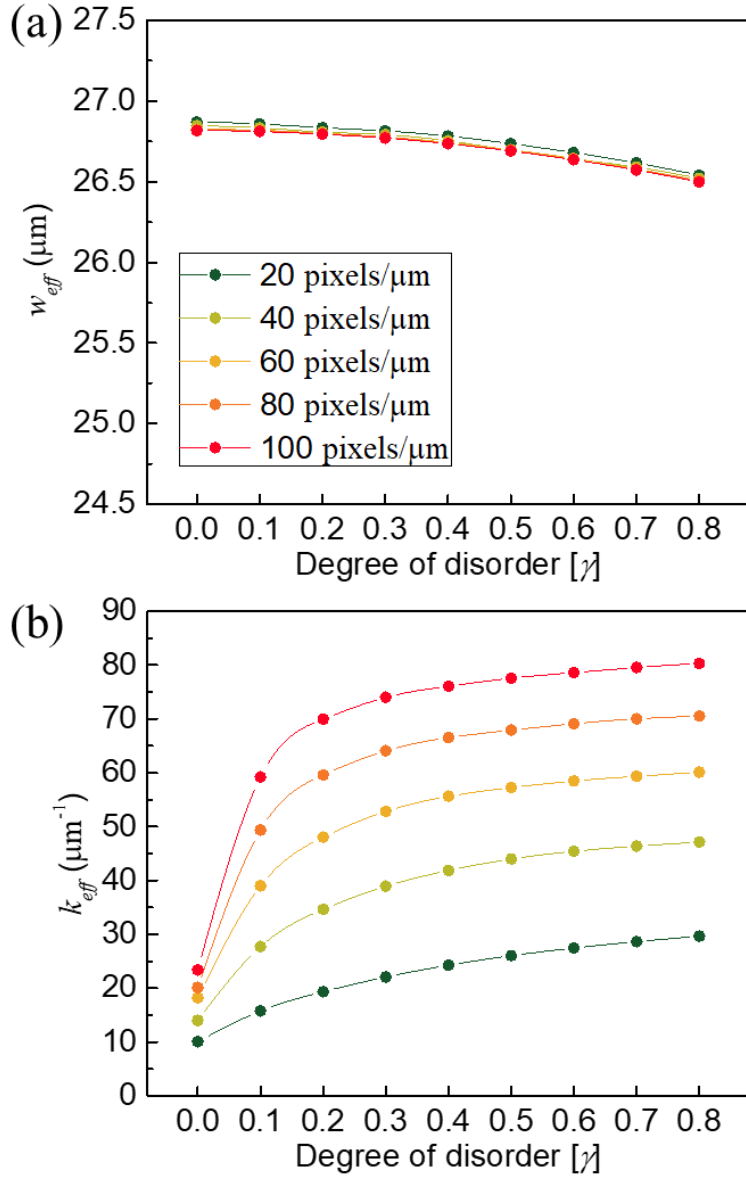 (a)
27.5
27.0
26.5
26.0
25.5
25.0
24.5
w_eff (µm)
20 pixels/µm
40 pixels/µm
60 pixels/µm
80 pixels/µm
100 pixels/µm
0.0 0.1 0.2 0.3 0.4 0.5 0.6 0.7 0.8
Degree of disorder [γ]
(b)
90
80
70
60
50
40
30
20
10
0
k_eff (µm⁻¹)
0.0 0.1 0.2 0.3 0.4 0.5 0.6 0.7 0.8
Degree of disorder [γ]